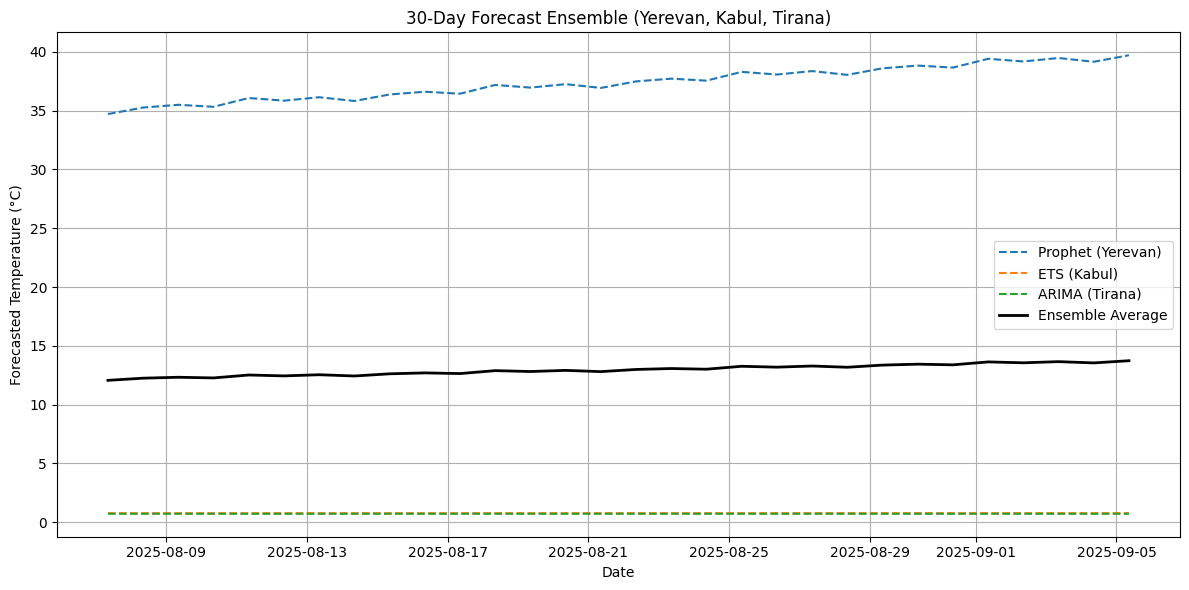 30-Day Forecast Ensemble (Yerevan, Kabul, Tirana)
Forecasted Temperature (°C)
40
35
30
25
20
15
10
5
0
Prophet (Yerevan)
ETS (Kabul)
ARIMA (Tirana)
Ensemble Average
2025-08-09 2025-08-13 2025-08-17 2025-08-21 2025-08-25 2025-08-29 2025-09-01 2025-09-05
Date